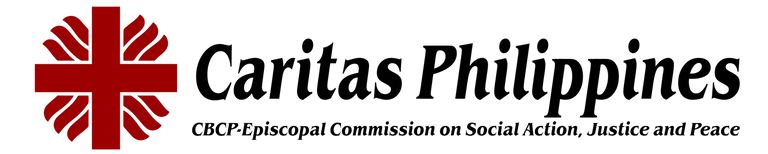 Caritas Philippines
CBCP-Episcopal Commission on Social Action, Justice and Peace